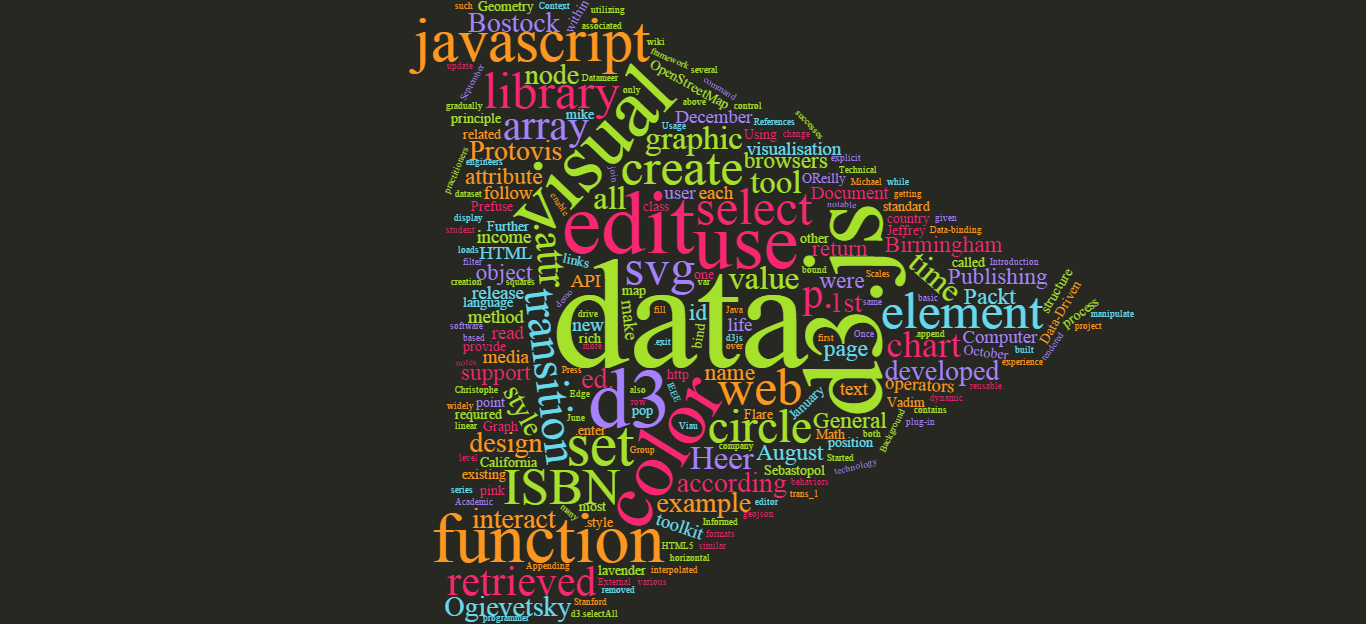 such
Geometry
Context
within
utilizing
Bostock
associated
javascript
wiki
update
September
node
Datameer
framework
several
OpenStreetMap
command
library
only
visual
above
control
gradually
principle
array
mike
December
References
successes
related
Usage
graphic
Using
change
Protovis
visualisation
practitioners
engineers
create
browsers
explicit
attribute
join
tool
Technical
OReilly
Michael
while
dataset
follow
enable
all
user
each
Document
getting
Prefuse
class
select
notable
standard
display
Further
attr
edit
use
d3.js
country
given
student
income
other
return
Jeffrey
Data-binding
loads
HTML
links
Birmingham
filter
object
svg
one
value
bound
were
Scales
time
called
Introduction
creation
squares
API
var
Publishing
structure
release
demo
map
data
p.
1st
same
basic
Packt
language
transition
make
fill
id
Java
element
process
Data-Driven
manipulate
method
drive
new
bind
life
project
software
based
read
rich
.exit
d3js
first
Once
.append
Computer
rendered
provide
more
over
page
chart
October
built
notes
media
experience
support
Press
ed.
http
name
developed
Christophe
Edge
d3
also
IEEE
web
text
operators
reusable
widely
point
style
row
color
January
Vadim
dynamic
required
June
pop
Flare
General
contains
linear
Graph
.enter
Viau
circle
Math
both
Background
plug-in
design
set
Group
company
position
level
California
Heer
August
Started
existing
Sebastopol
technology
series
pink
ISBN
according
behaviors
Academic
most
many
example
editor
trans_1
interact
.style
toolkit
Informed
geojson
function
formats
HTML5
similar
horizontal
Appending
lavender
interpolated
retrieved
External
various
removed
Ogievetsky
Stanford
programmer
d3.selectAll